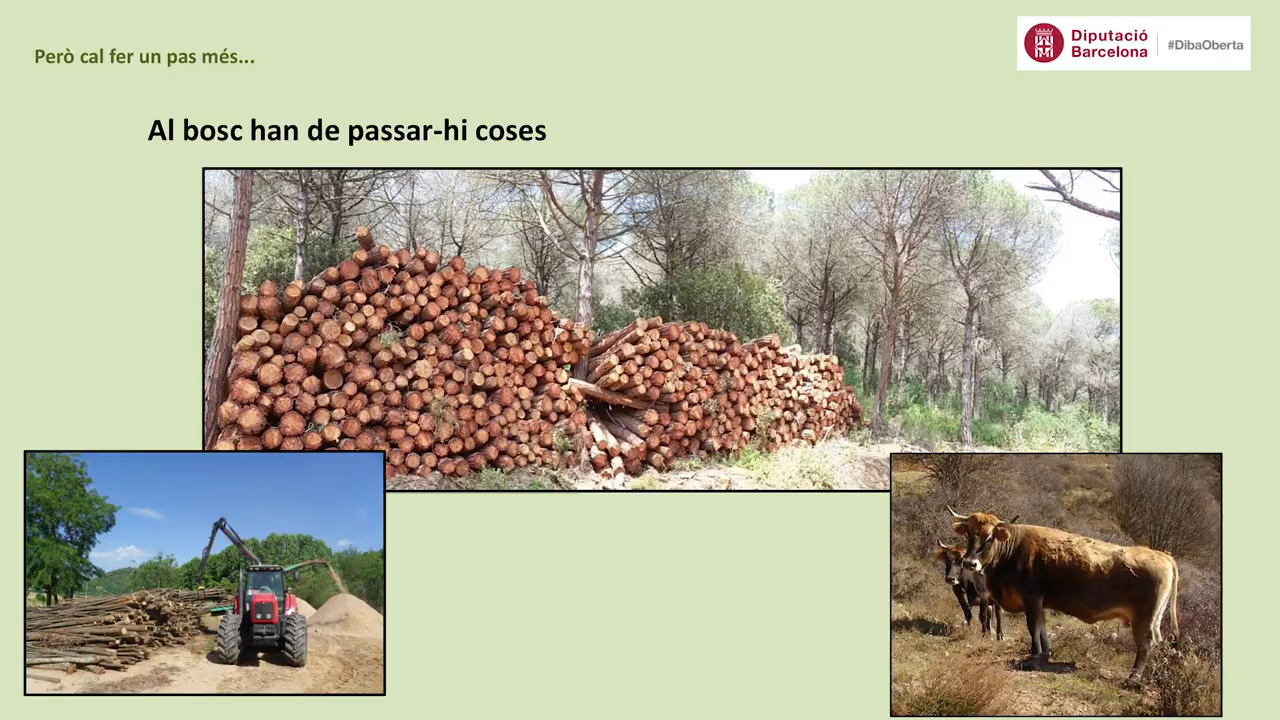 Però cal fer un pas més...
Diputació
Barcelona
#DibaOberta
Al bosc han de passar-hi coses